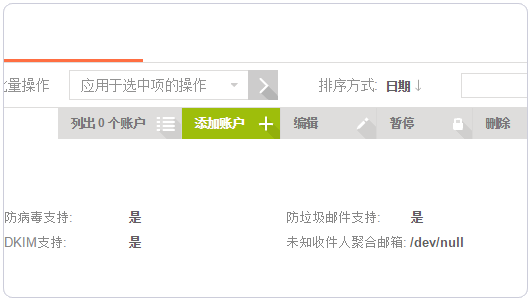 批量操作 应用于选中项的操作 排序方式: 日期 ↓
列出 0 个账户 添加账户 编辑 暂停 删除
防病毒支持: 是 防垃圾邮件支持: 是
DKIM支持: 是 未知收件人聚合邮箱: /dev/null